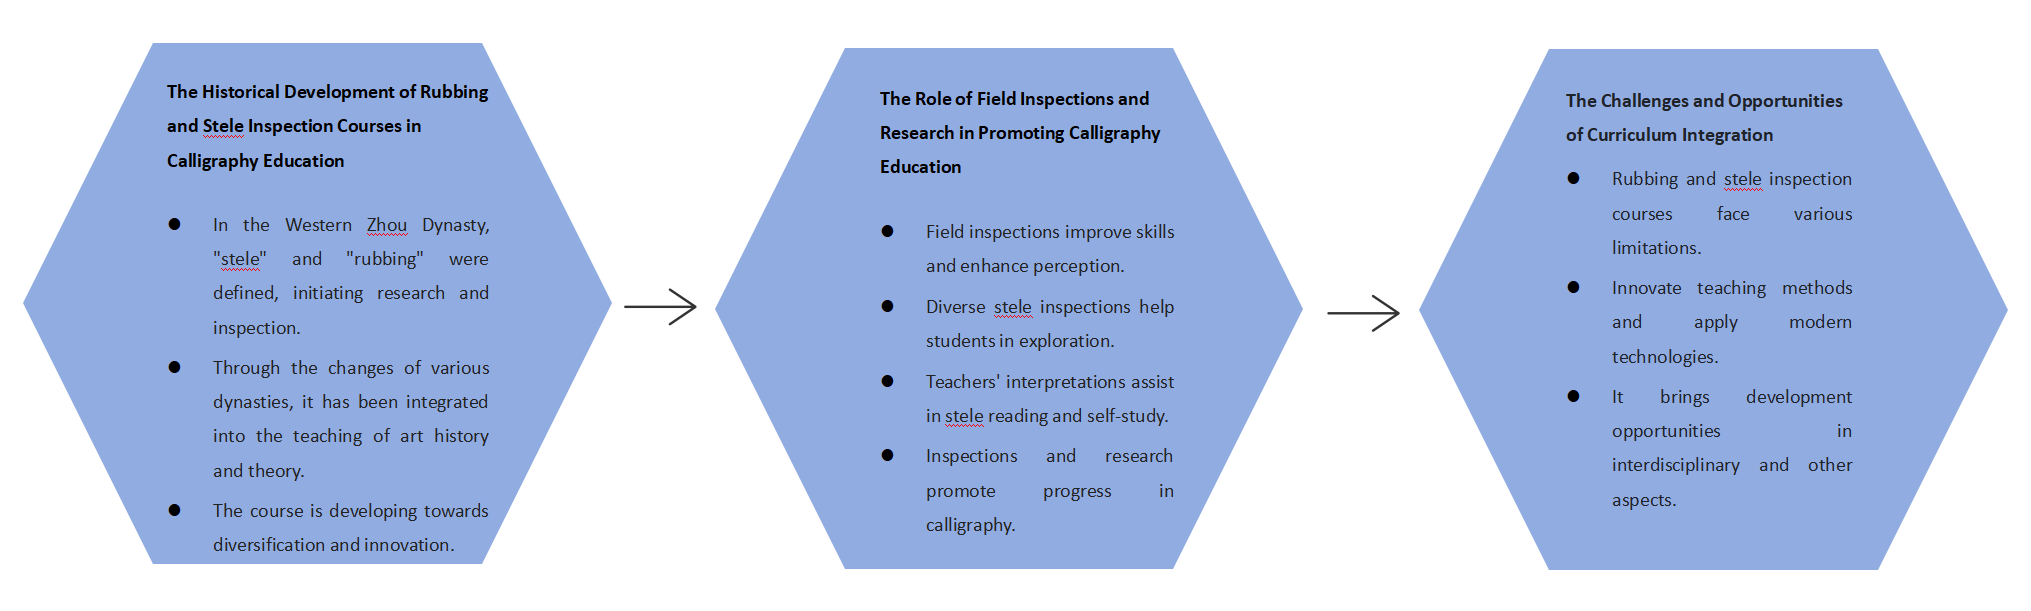 The Historical Development of Rubbing
and Stele Inspection Courses in
Calligraphy Education
● In the Western Zhou Dynasty,
"stele" and "rubbing" were
defined, initiating research and
inspection.
● Through the changes of various
dynasties, it has been integrated
into the teaching of art history
and theory.
● The course is developing towards
diversification and innovation.
The Role of Field Inspections and
Research in Promoting Calligraphy
Education
● Field inspections improve skills
and enhance perception.
● Diverse stele inspections help
students in exploration.
● Teachers' interpretations assist
in stele reading and self-study.
● Inspections and research
promote progress in
calligraphy.
The Challenges and Opportunities
of Curriculum Integration
● Rubbing and stele inspection
courses face various
limitations.
● Innovate teaching methods
and apply modern
technologies.
● It brings development
opportunities in
interdisciplinary and other
aspects.